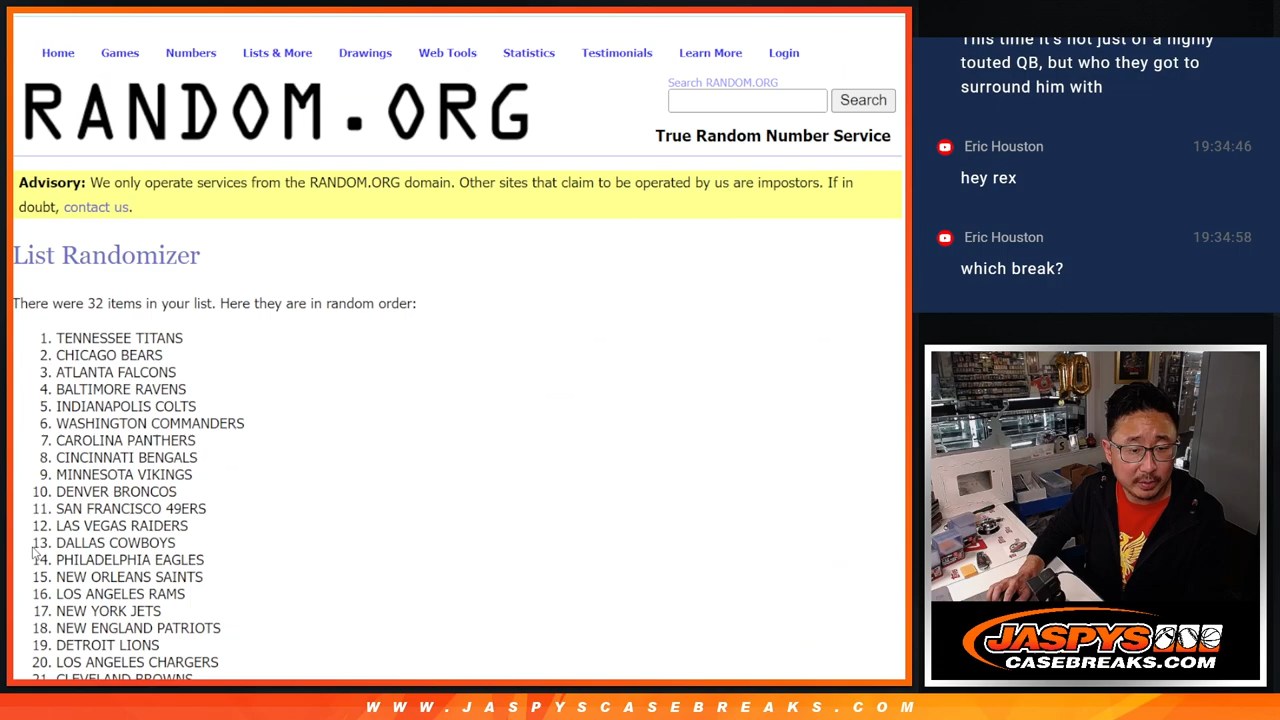 Home Games Numbers Lists & More Drawings Web Tools Statistics Testimonials Learn More Login
RANDOM.ORG
Search RANDOM.ORG
Search
True Random Number Service
Advisory: We only operate services from the RANDOM.ORG domain. Other sites that claim to be operated by us are impostors. If in
doubt, contact us.
List Randomizer
There were 32 items in your list. Here they are in random order:
1. TENNESSEE TITANS
2. CHICAGO BEARS
3. ATLANTA FALCONS
4. BALTIMORE RAVENS
5. INDIANAPOLIS COLTS
6. WASHINGTON COMMANDERS
7. CAROLINA PANTHERS
8. CINCINNATI BENGALS
9. MINNESOTA VIKINGS
10. DENVER BRONCOS
11. SAN FRANCISCO 49ERS
12. LAS VEGAS RAIDERS
13. DALLAS COWBOYS
14. PHILADELPHIA EAGLES
15. NEW ORLEANS SAINTS
16. LOS ANGELES RAMS
17. NEW YORK JETS
18. NEW ENGLAND PATRIOTS
19. DETROIT LIONS
20. LOS ANGELES CHARGERS
21. CLEVELAND BROWNS
This time it's not just of a highly
touted QB, but who they got to
surround him with
Eric Houston 19:34:46
hey rex
Eric Houston 19:34:58
which break?
10
JASPYS
CASEBREAKS.COM
WWW.JASPYSCASEBREAKS.COM